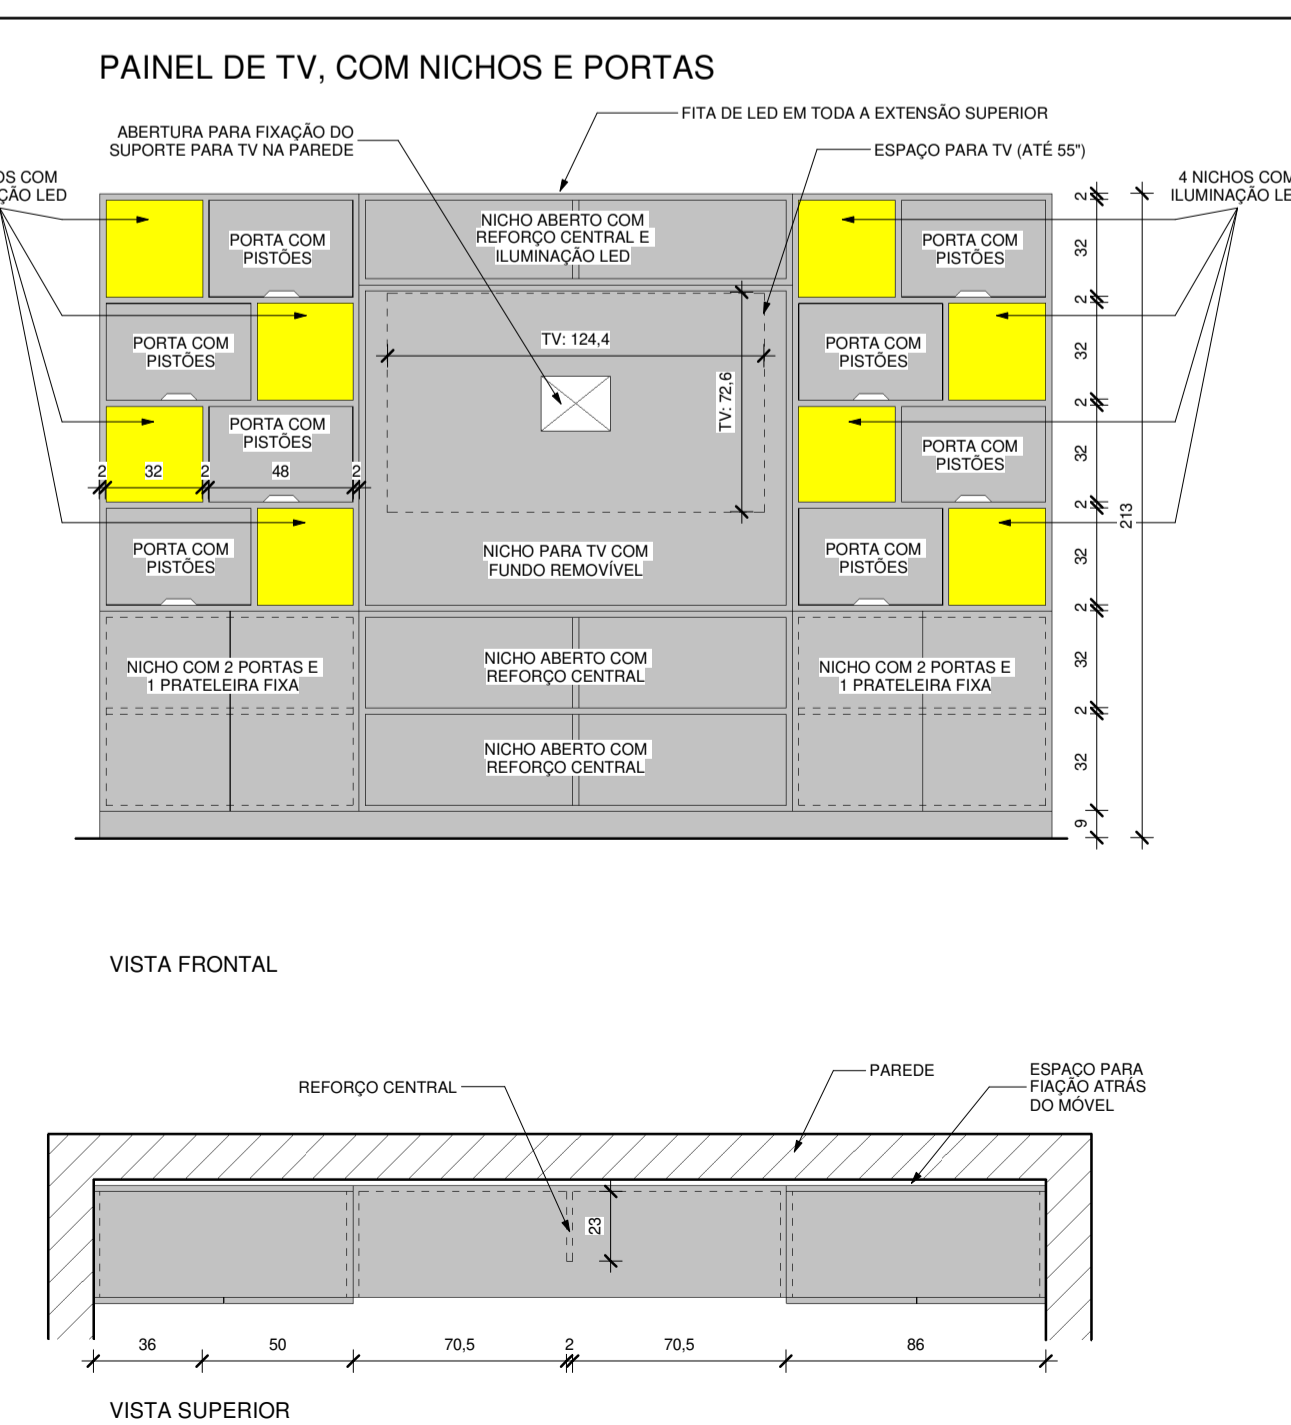 PAINEL DE TV, COM NICHOS E PORTAS
FITA DE LED EM TODA A EXTENSÃO SUPERIOR
ABERTURA PARA FIXAÇÃO DO
SUPORTE PARA TV NA PAREDE
ESPAÇO PARA TV (ATÉ 55")
COM
LED
4 NICHOS COM
ILUMINAÇÃO
NICHO ABERTO COM
REFORÇO CENTRAL E
ILUMINAÇÃO LED
PORTA COM
PISTÕES
PORTA COM
PISTÕES
2
32
2
TV: 124,4
TV: 72,6
PORTA COM
PISTÕES
PORTA COM
PISTÕES
32
2
PORTA COM
PISTÕES
PORTA COM
PISTÕES
2
32
2
48
2
32
2
213
NICHO PARA TV COM
FUNDO REMOVÍVEL
PORTA COM
PISTÕES
PORTA COM
PISTÕES
32
2
NICHO COM 2 PORTAS E
1 PRATELEIRA FIXA
NICHO ABERTO COM
REFORÇO CENTRAL
NICHO COM 2 PORTAS E
1 PRATELEIRA FIXA
32
2
NICHO ABERTO COM
REFORÇO CENTRAL
32
9
VISTA FRONTAL
REFORÇO CENTRAL
PAREDE
ESPAÇO PARA
FIAÇÃO ATRÁS
DO MÓVEL
23
36
50
70,5
2
70,5
86
VISTA SUPERIOR